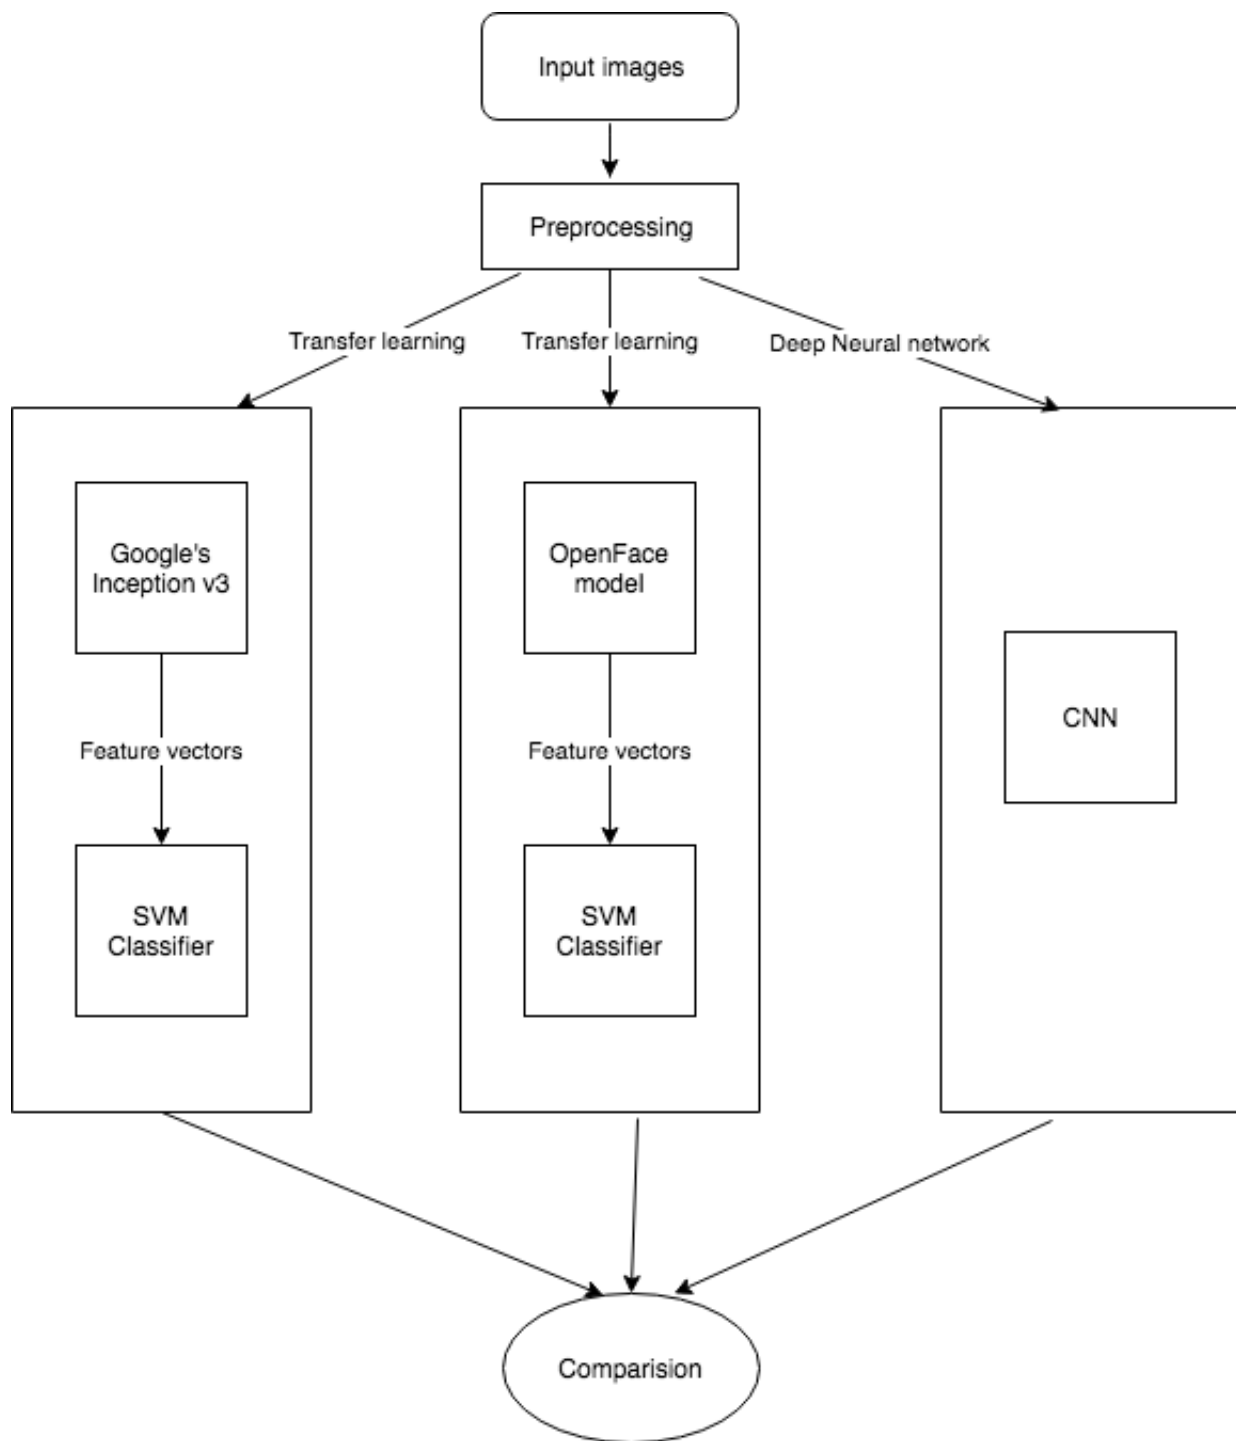 Input images
Preprocessing
Transfer learning
Transfer learning
Deep Neural network
Google's
Inception v3
OpenFace
model
CNN
Feature vectors
Feature vectors
SVM
Classifier
SVM
Classifier
Comparision